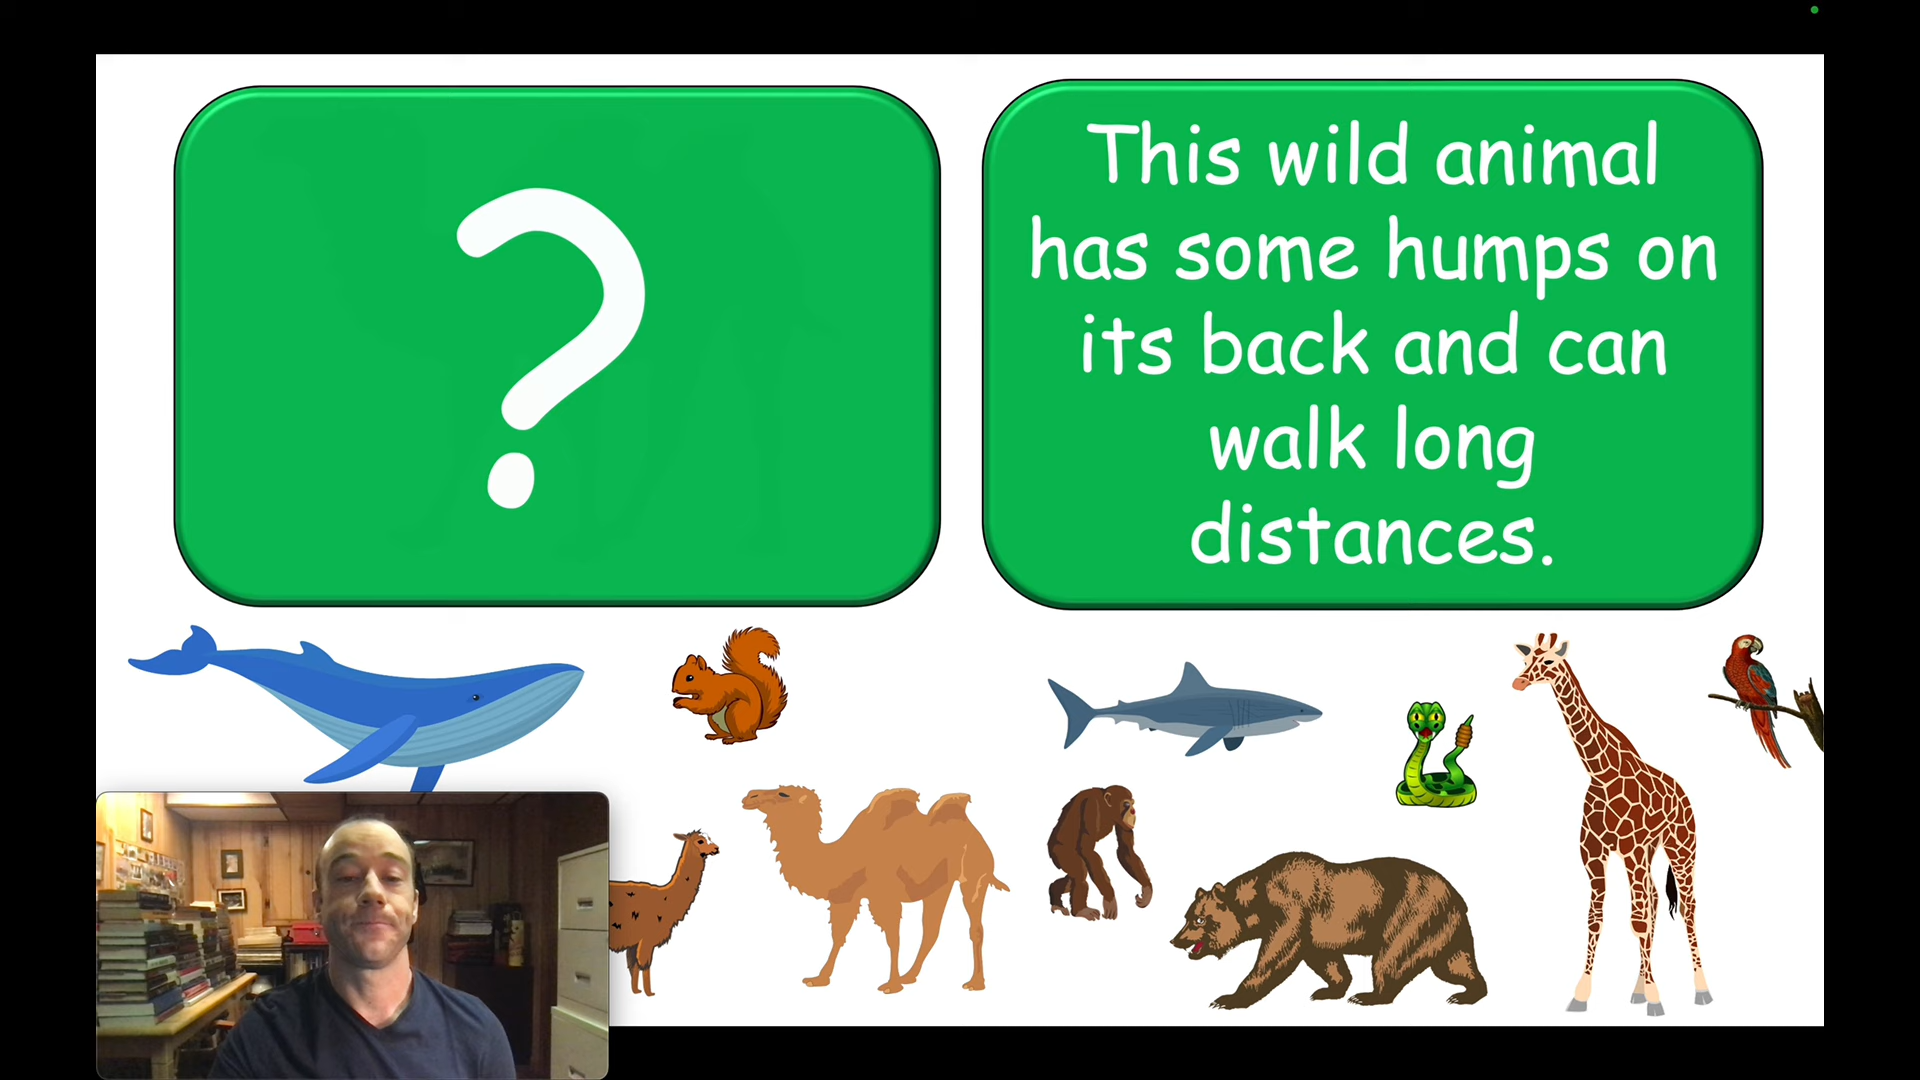 ?
This wild animal
has some humps on
its back and can
walk long
distances.